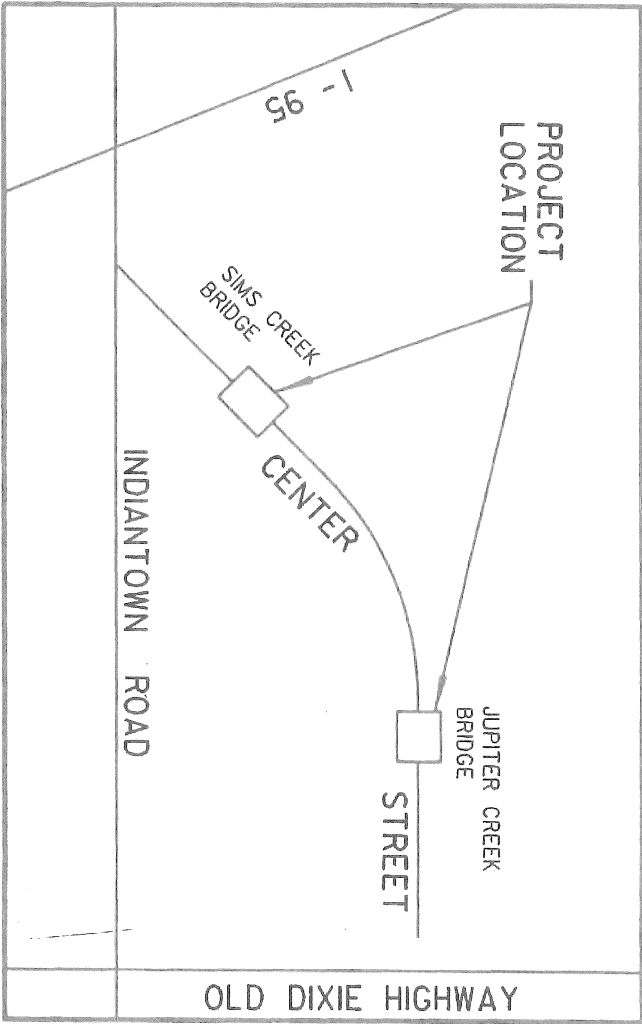 PROJECT
LOCATION
I - 95
SIMS CREEK
BRIDGE
CENTER
JUPITER CREEK
BRIDGE
STREET
INDIANTOWN ROAD
OLD DIXIE HIGHWAY